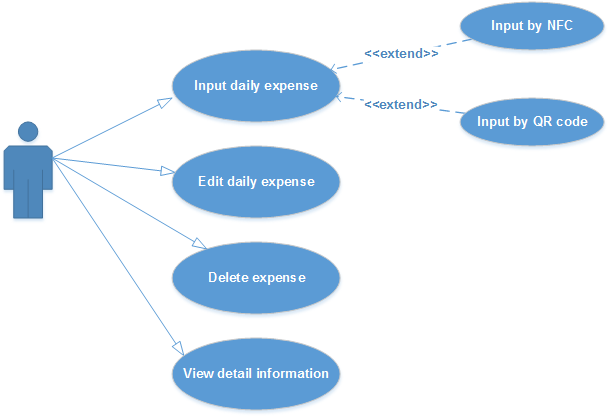 Input by NFC
<<extend>>
Input daily expense
<<extend>>
Input by QR code
Edit daily expense
Delete expense
View detail information